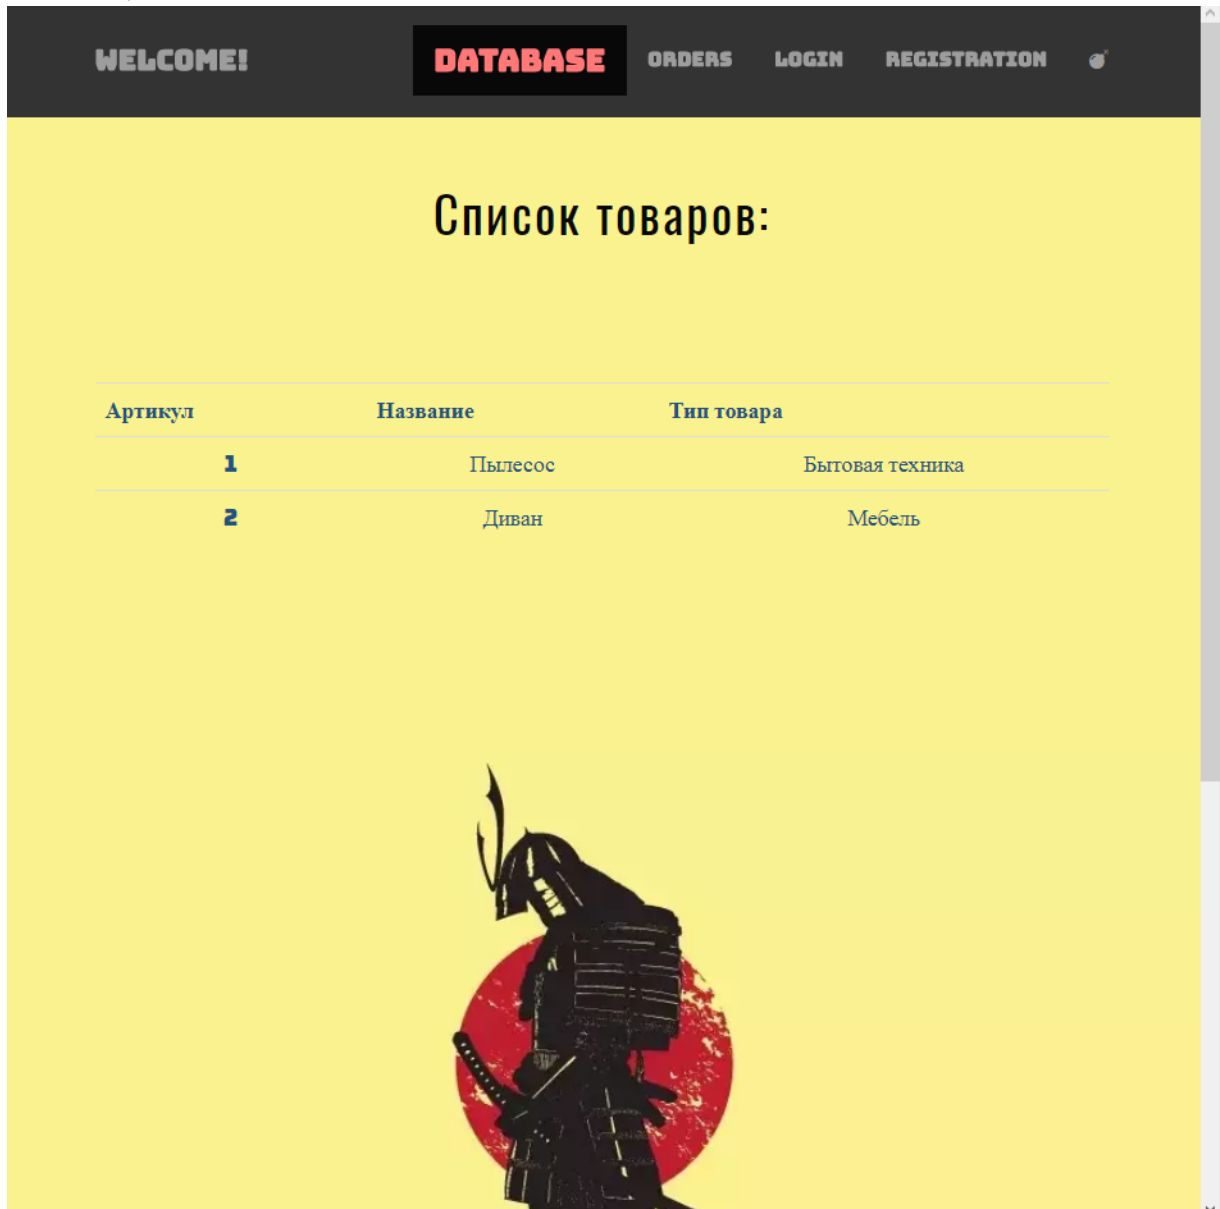 WELCOME! DATABASE ORDERS LOGIN REGISTRATION
Список товаров:
Артикул Название Тип товара
1 Пылесос Бытовая техника
2 Диван Мебель